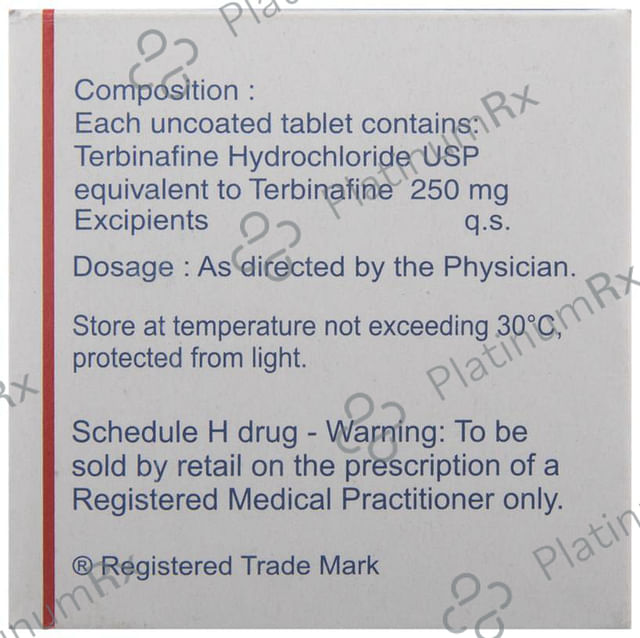 Composition :
Each uncoated tablet contains:
Terbinafine Hydrochloride USP
equivalent to Terbinafine 250 mg
Excipients q.s.
Dosage : As directed by the Physician.
Store at temperature not exceeding 30°C,
protected from light.
Schedule H drug - Warning: To be
sold by retail on the prescription of a
Registered Medical Practitioner only.
® Registered Trade Mark
PlatinumRx
PlatinumRx